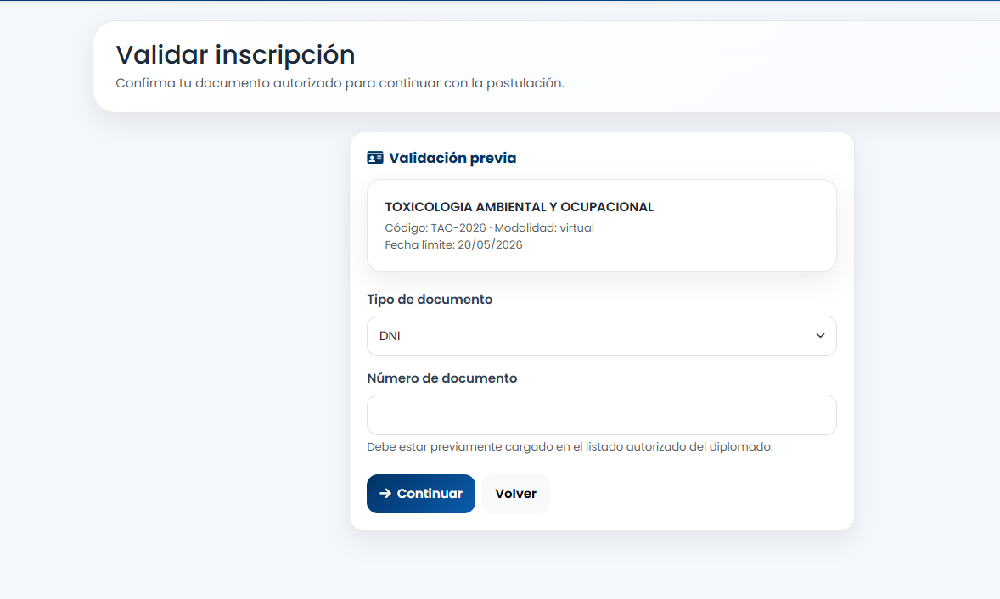 Validar inscripción
Confirma tu documento autorizado para continuar con la postulación.
Validación previa
TOXICOLOGIA AMBIENTAL Y OCUPACIONAL
Código: TAO-2026 · Modalidad: virtual
Fecha límite: 20/05/2026
Tipo de documento
DNI
Número de documento
Debe estar previamente cargado en el listado autorizado del diplomado.
Continuar
Volver